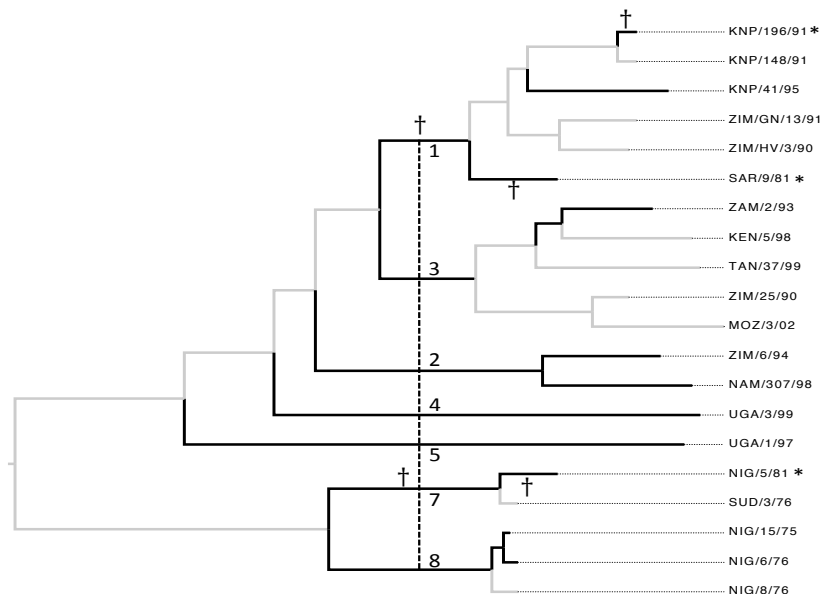 †
KNP/196/91*
KNP/148/91
KNP/41/95
†
ZIM/GN/13/91
1
ZIM/HV/3/90
SAR/9/81 *
†
ZAM/2/93
KEN/5/98
3
TAN/37/99
ZIM/25/90
MOZ/3/02
2
ZIM/6/94
NAM/307/98
4
UGA/3/99
UGA/1/97
5
†
NIG/5/81 *
†
7
SUD/3/76
NIG/15/75
8
NIG/6/76
NIG/8/76